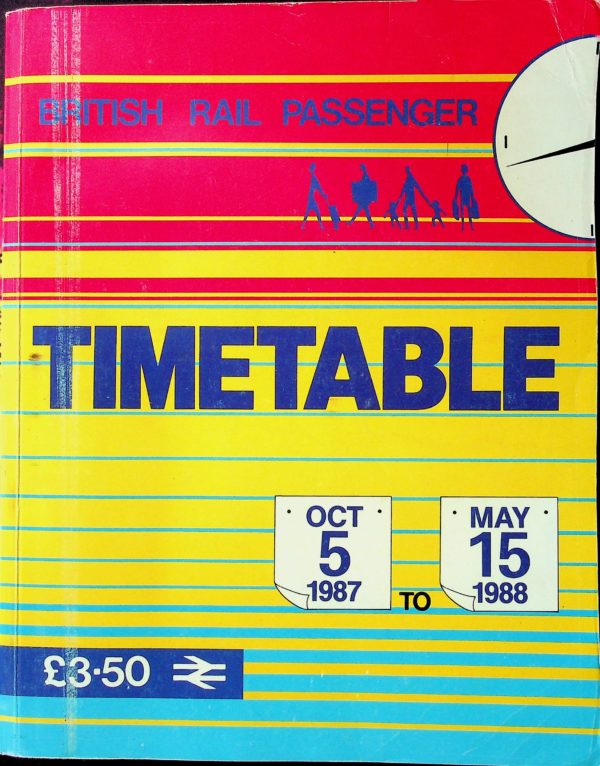 BRITISH RAIL PASSENGER
TIMETABLE
OCT
5
1987
TO
MAY
15
1988
£3·50